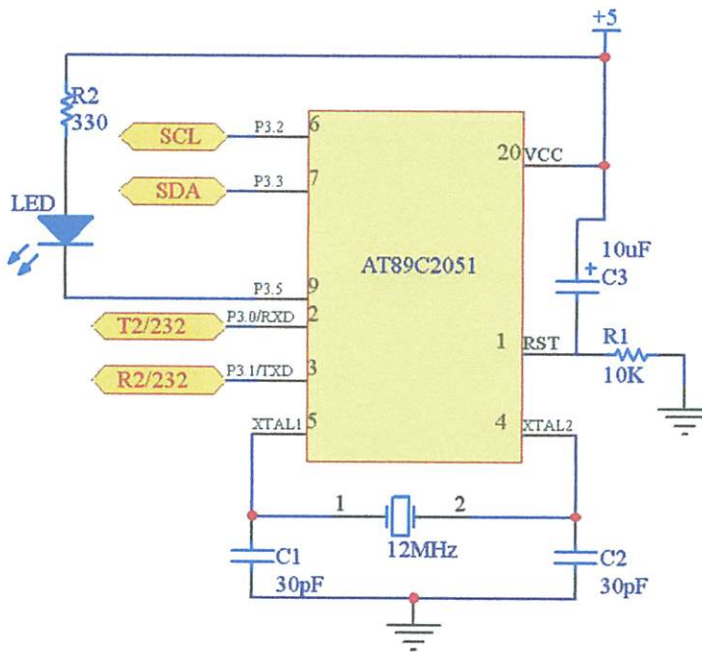 +5
R2
330
SCL
P3.2
6
20
VCC
SDA
P3.3
7
LED
AT89C2051
10uF
+
C3
P3.5
9
T2/232
P3.0/RXD
2
1
RST
R1
10K
R2/232
P3.1/TXD
3
XTAL1
5
4
XTAL2
1
2
12MHz
C1
30pF
C2
30pF